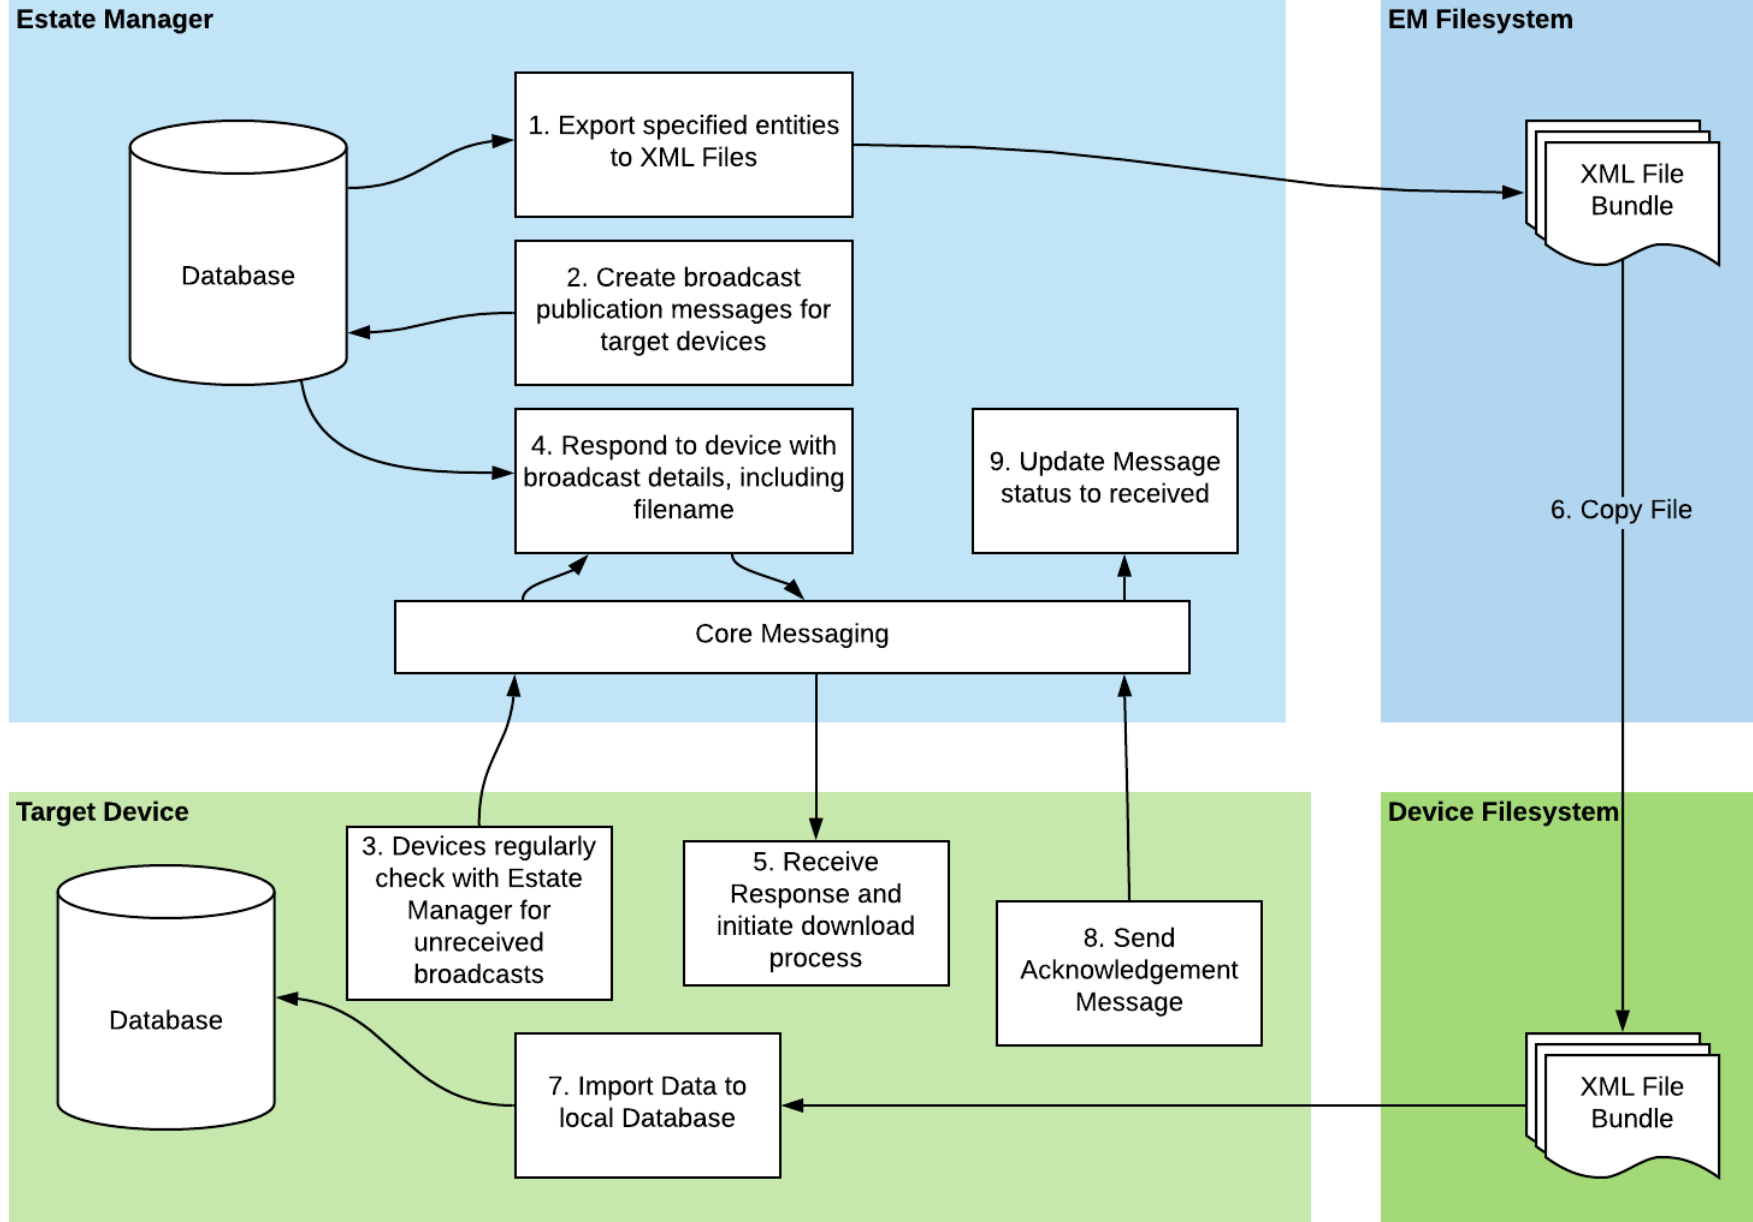 Estate Manager
EM Filesystem
1. Export specified entities
to XML Files
XML File
Bundle
Database
2. Create broadcast
publication messages for
target devices
4. Respond to device with
broadcast details, including
filename
9. Update Message
status to received
6. Copy File
Core Messaging
Target Device
Device Filesystem
3. Devices regularly
check with Estate
Manager for
unreceived
broadcasts
5. Receive
Response and
initiate download
process
8. Send
Acknowledgement
Message
Database
7. Import Data to
local Database
XML File
Bundle